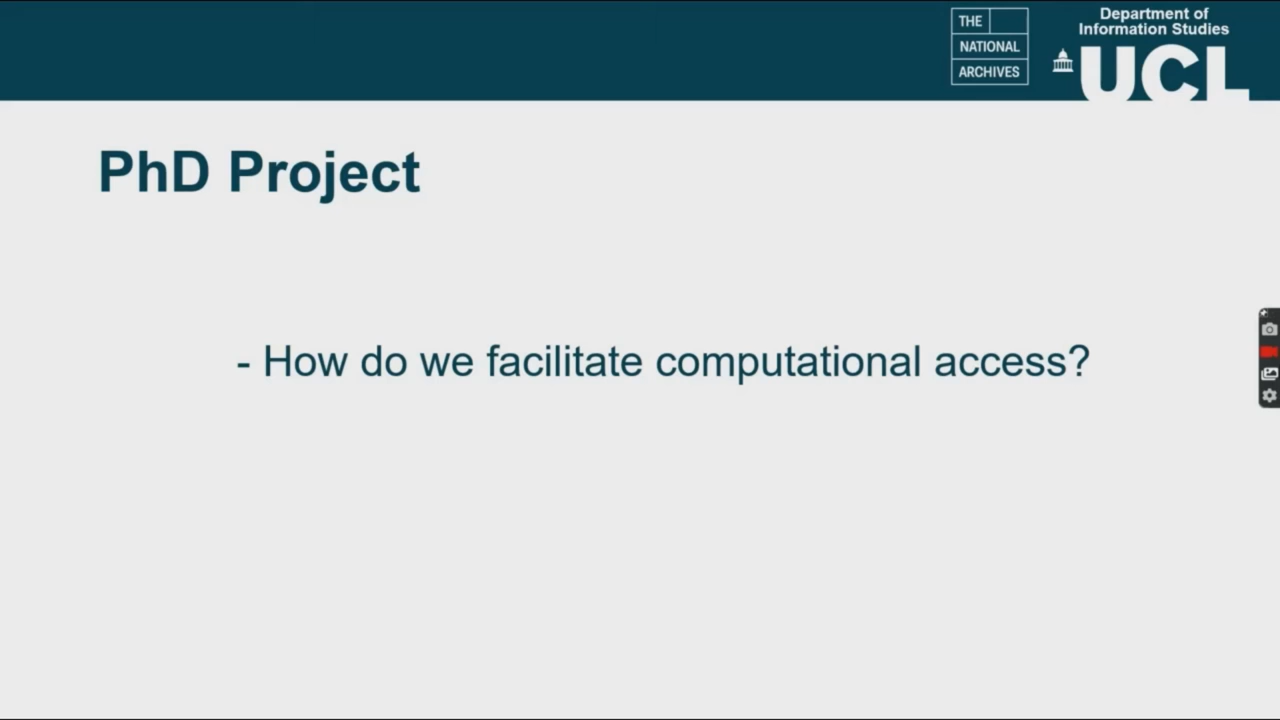 THE
NATIONAL
ARCHIVES
Department of
Information Studies
UCL
PhD Project
- How do we facilitate computational access?